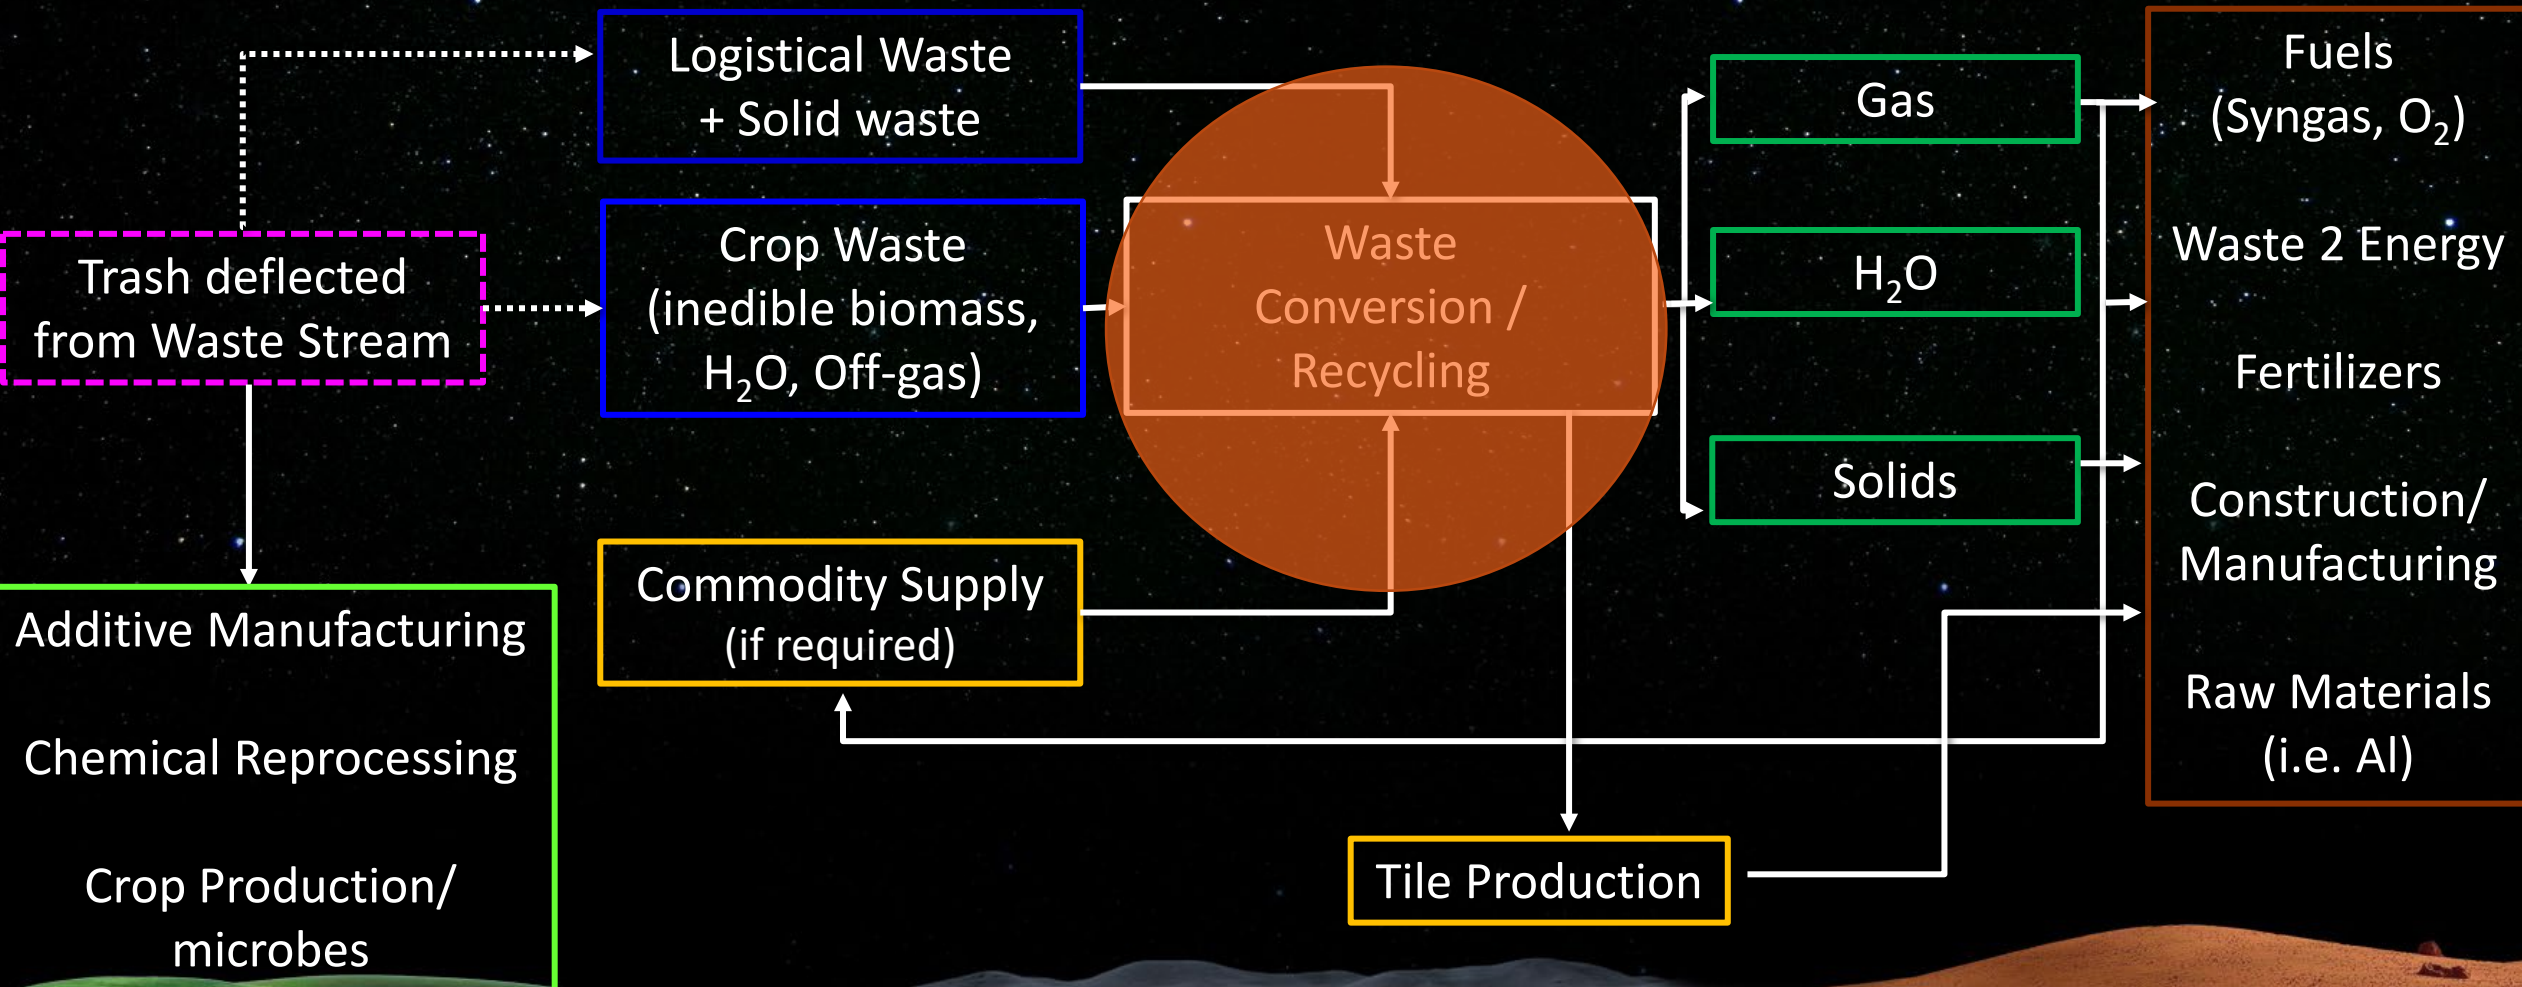 Logistical Waste
+ Solid waste
Trash deflected
from Waste Stream
Crop Waste
(inedible biomass,
H₂O, Off-gas)
Commodity Supply
(if required)
Additive Manufacturing
Chemical Reprocessing
Crop Production/
microbes
Waste
Conversion /
Recycling
Tile Production
Gas
H₂O
Solids
Fuels
(Syngas, O₂)
Waste 2 Energy
Fertilizers
Construction/
Manufacturing
Raw Materials
(i.e. Al)